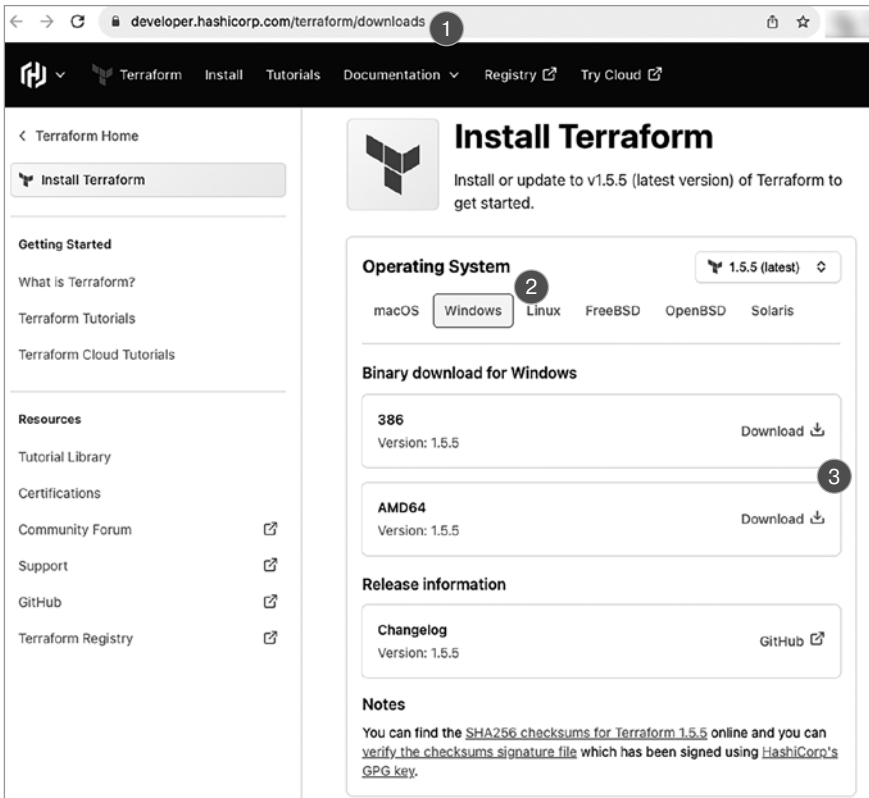 developer.hashicorp.com/terraform/downloads
1
Terraform Install Tutorials Documentation Registry Try Cloud
Terraform Home
Install Terraform
Getting Started
What is Terraform?
Terraform Tutorials
Terraform Cloud Tutorials
Resources
Tutorial Library
Certifications
Community Forum
Support
GitHub
Terraform Registry
Install Terraform
Install or update to v1.5.5 (latest version) of Terraform to
get started.
Operating System
1.5.5 (latest)
2
macOS Windows Linux FreeBSD OpenBSD Solaris
Binary download for Windows
386
Version: 1.5.5
Download
3
AMD64
Version: 1.5.5
Download
Release information
Changelog
Version: 1.5.5
GitHub
Notes
You can find the SHA256 checksums for Terraform 1.5.5 online and you can
verify the checksums signature file which has been signed using HashiCorp's
GPG key.